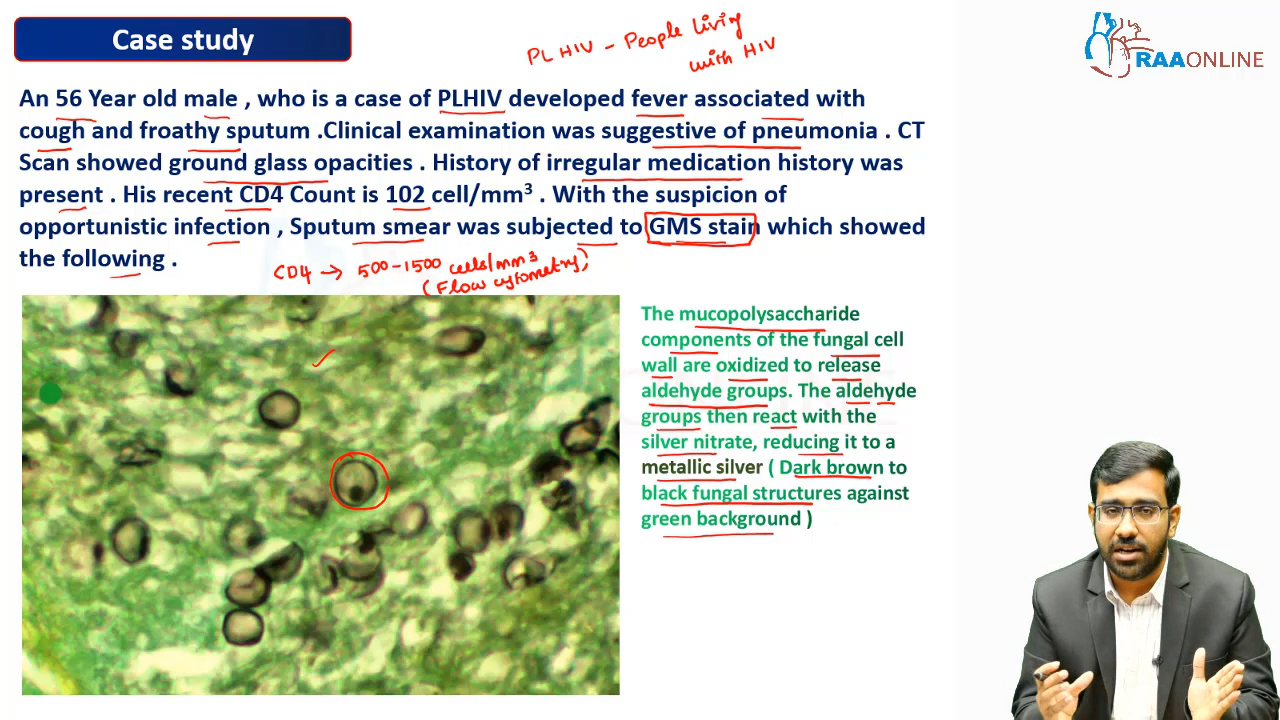 Case study
PL HIV - People living
with HIV
RAAONLINE
An 56 Year old male , who is a case of PLHIV developed fever associated with
cough and froathy sputum .Clinical examination was suggestive of pneumonia . CT
Scan showed ground glass opacities . History of irregular medication history was
present . His recent CD4 Count is 102 cell/mm³ . With the suspicion of
opportunistic infection , Sputum smear was subjected to GMS stain which showed
the following .
CD4 → 500-1500 cells/mm³
(Flow cytometry)
The mucopolysaccharide
components of the fungal cell
wall are oxidized to release
aldehyde groups. The aldehyde
groups then react with the
silver nitrate, reducing it to a
metallic silver ( Dark brown to
black fungal structures against
green background )